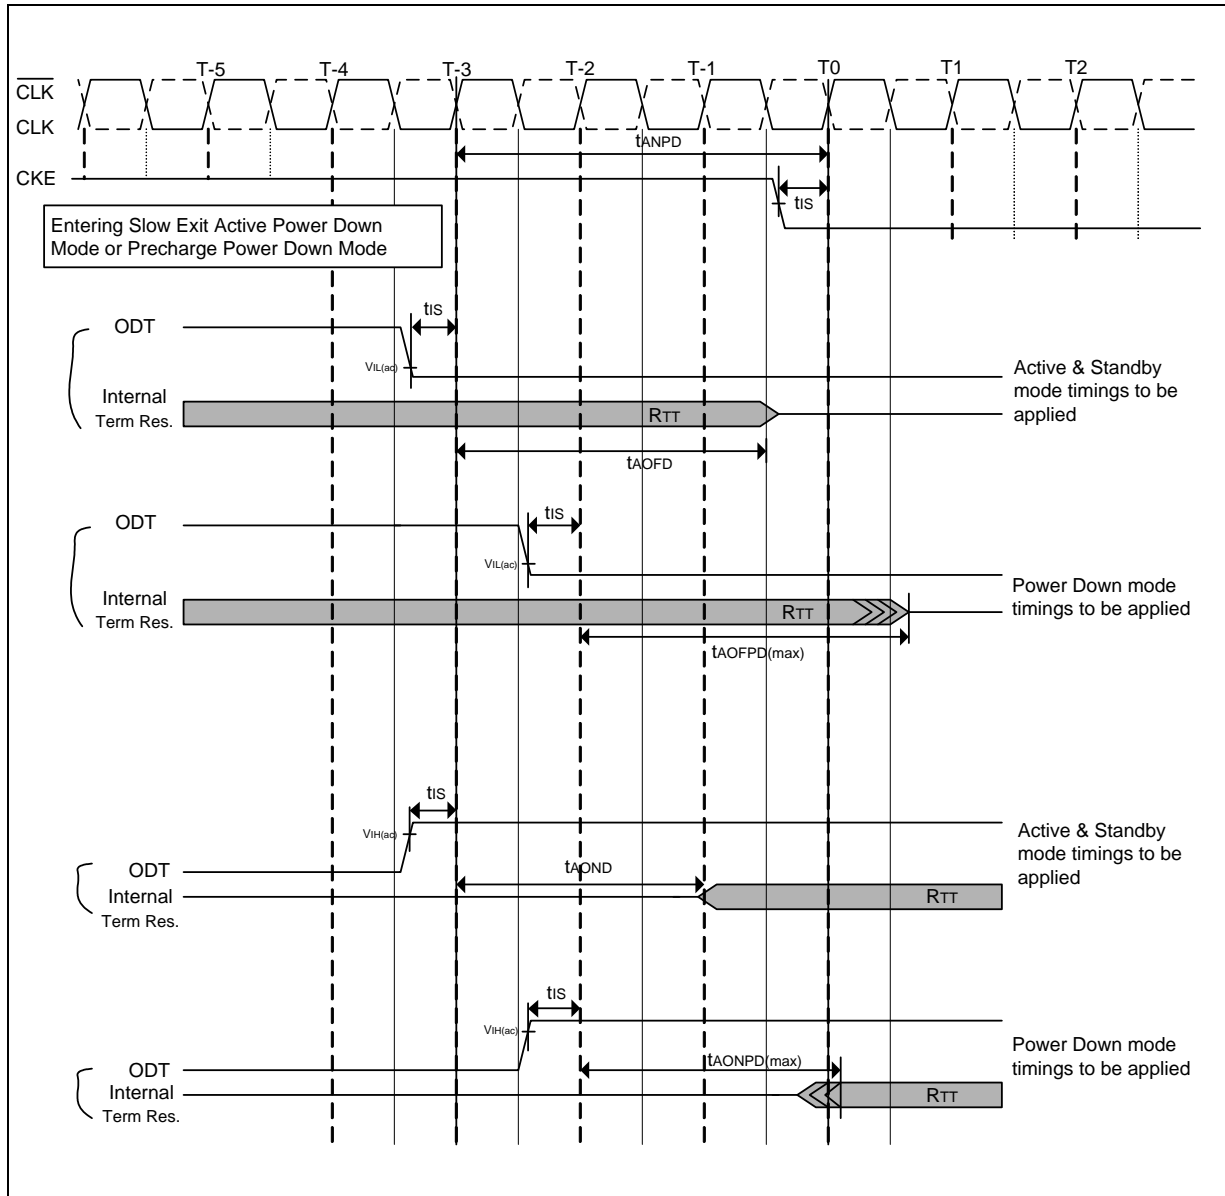 T-5 T-4 T-3 T-2 T-1 T0 T1 T2
CLK
CLK
tANPD
CKE
tIS
Entering Slow Exit Active Power Down
Mode or Precharge Power Down Mode
tIS
ODT
VIL(ac)
Active & Standby
mode timings to be
applied
Internal
Term Res.
RTT
tAOFD
tIS
ODT
VIL(ac)
Power Down mode
timings to be applied
Internal
Term Res.
RTT
tAOFPD(max)
tIS
VIH(ac)
Active & Standby
mode timings to be
applied
ODT
tAOND
Internal
Term Res.
RTT
tIS
VIH(ac)
Power Down mode
timings to be applied
ODT
tAONPD(max)
Internal
Term Res.
RTT